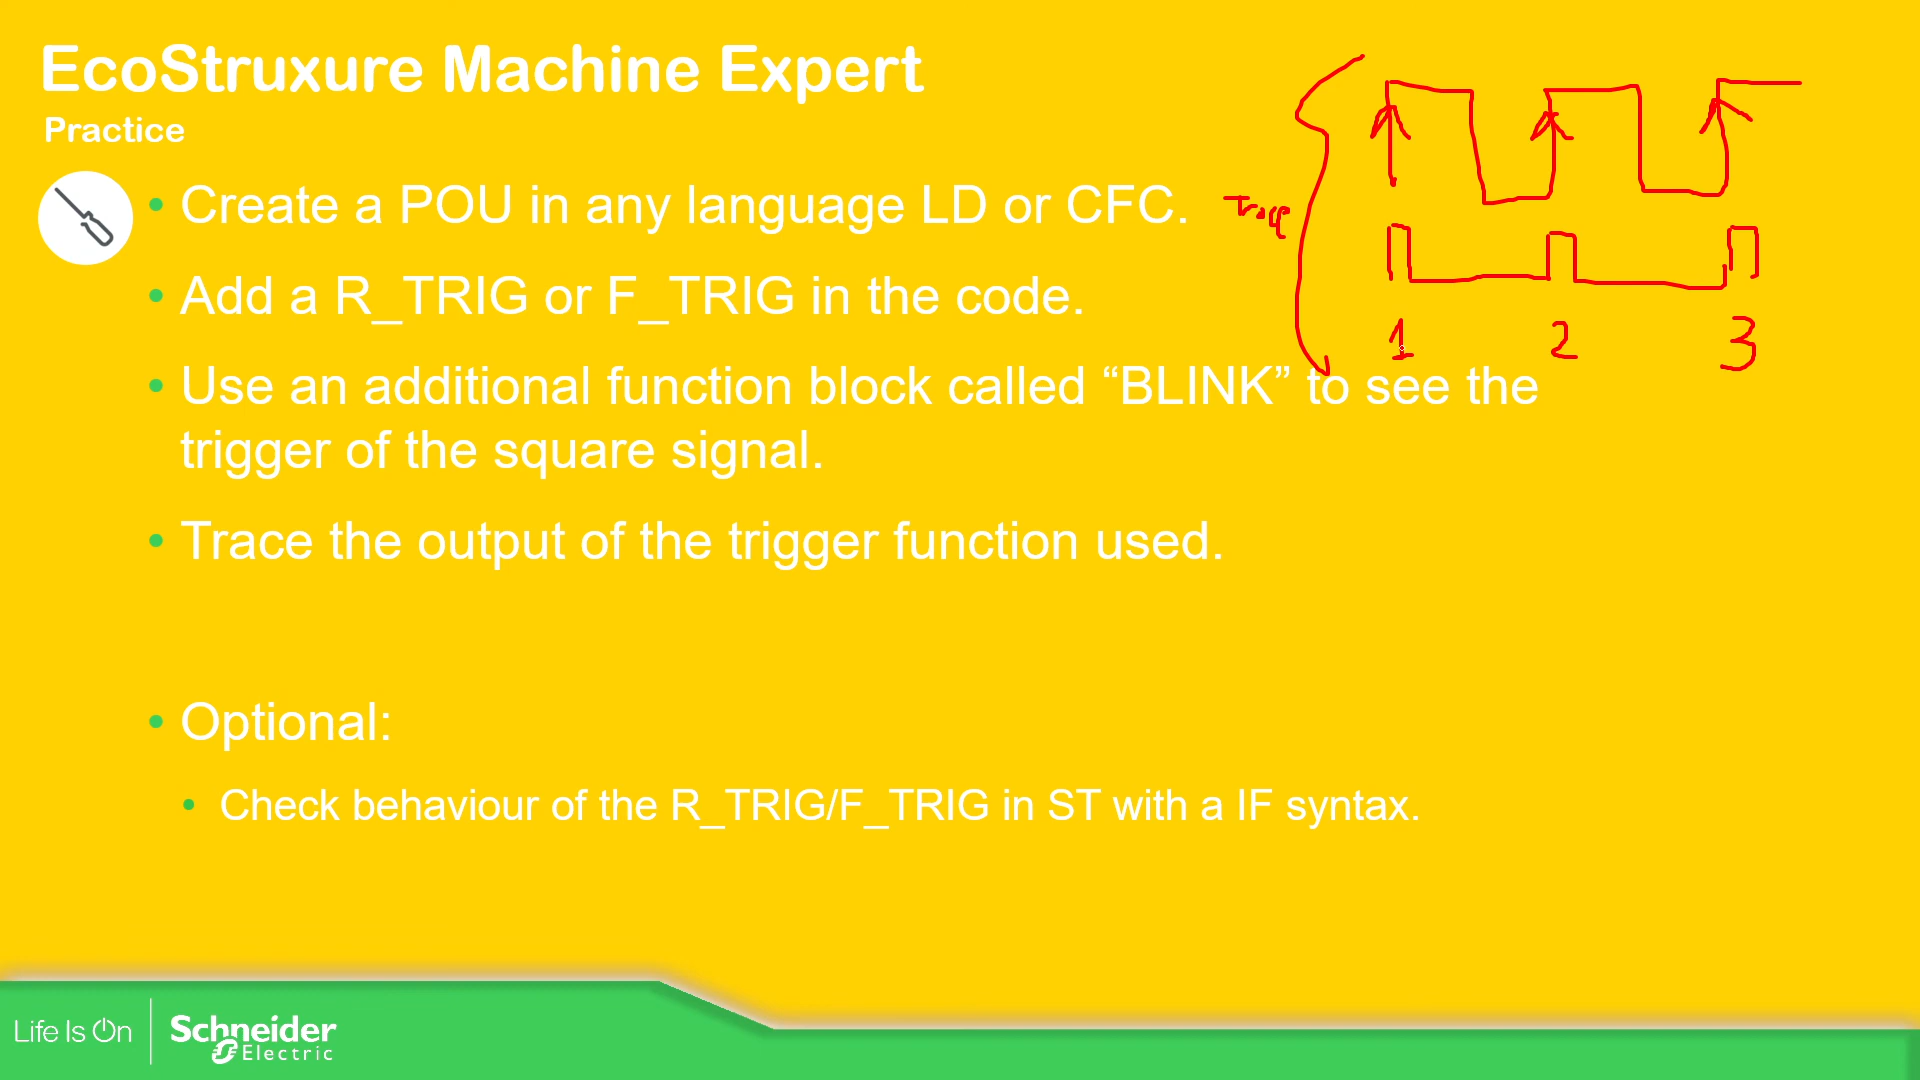 EcoStruxure Machine Expert
Practice
• Create a POU in any language LD or CFC.
• Add a R_TRIG or F_TRIG in the code.
• Use an additional function block called “BLINK” to see the
trigger of the square signal.
• Trace the output of the trigger function used.
• Optional:
• Check behaviour of the R_TRIG/F_TRIG in ST with a IF syntax.
1 2 3
Life Is On
Schneider
Electric